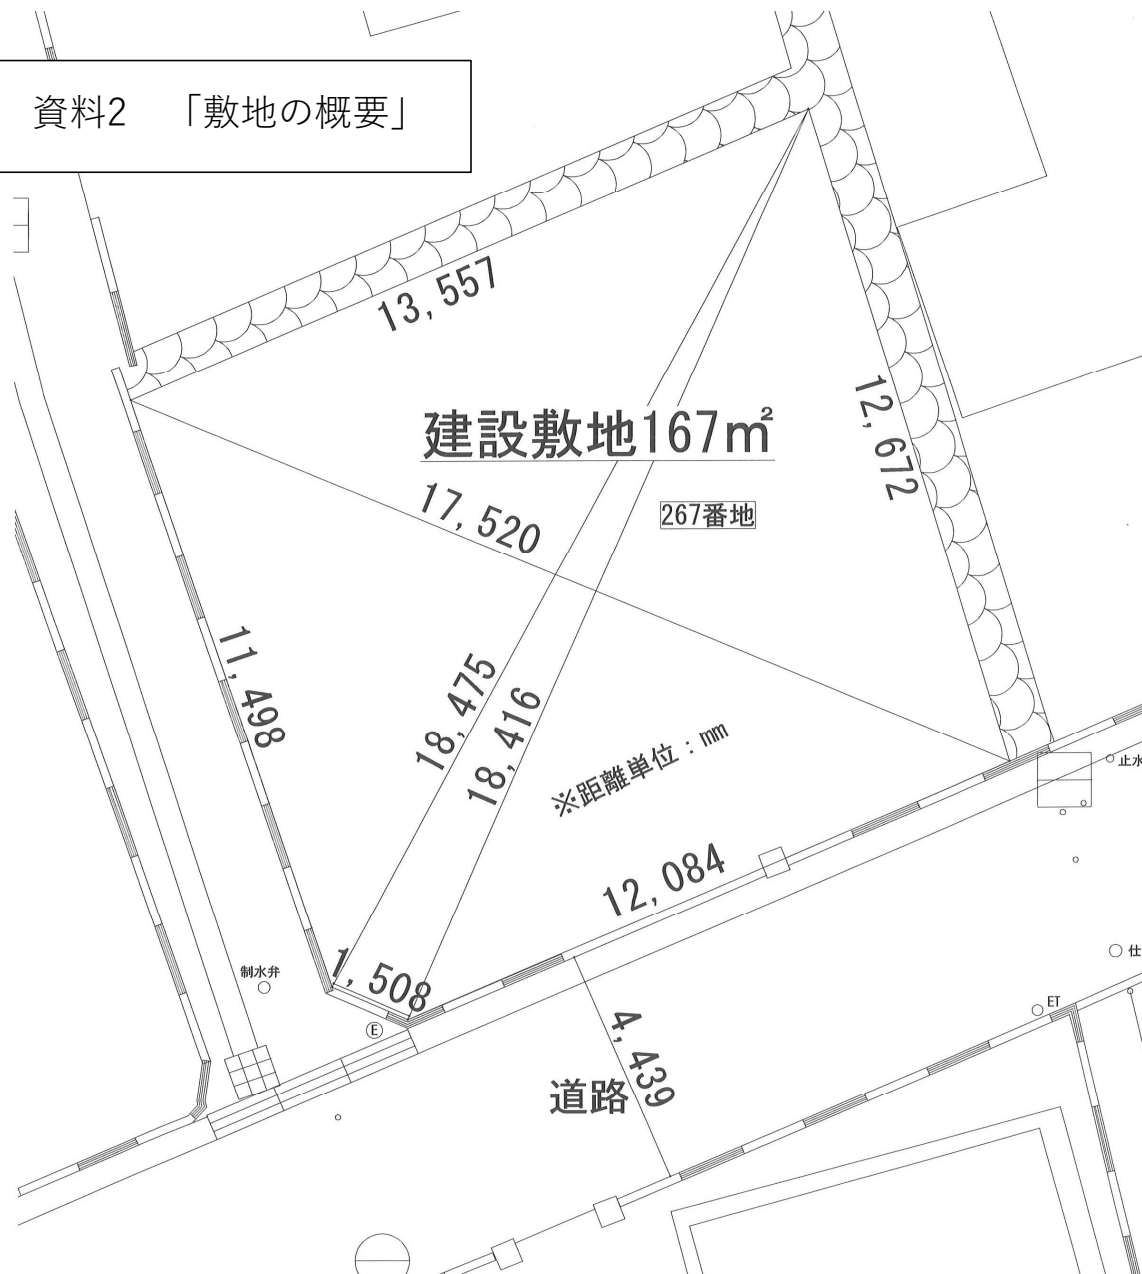 資料2 「敷地の概要」
13,557
建設敷地167㎡
12,672
17,520
267番地
11,498
18,475
18,416
※距離単位：mm
12,084
止水
仕
制水弁
1,508
E
ET
4,439
道路